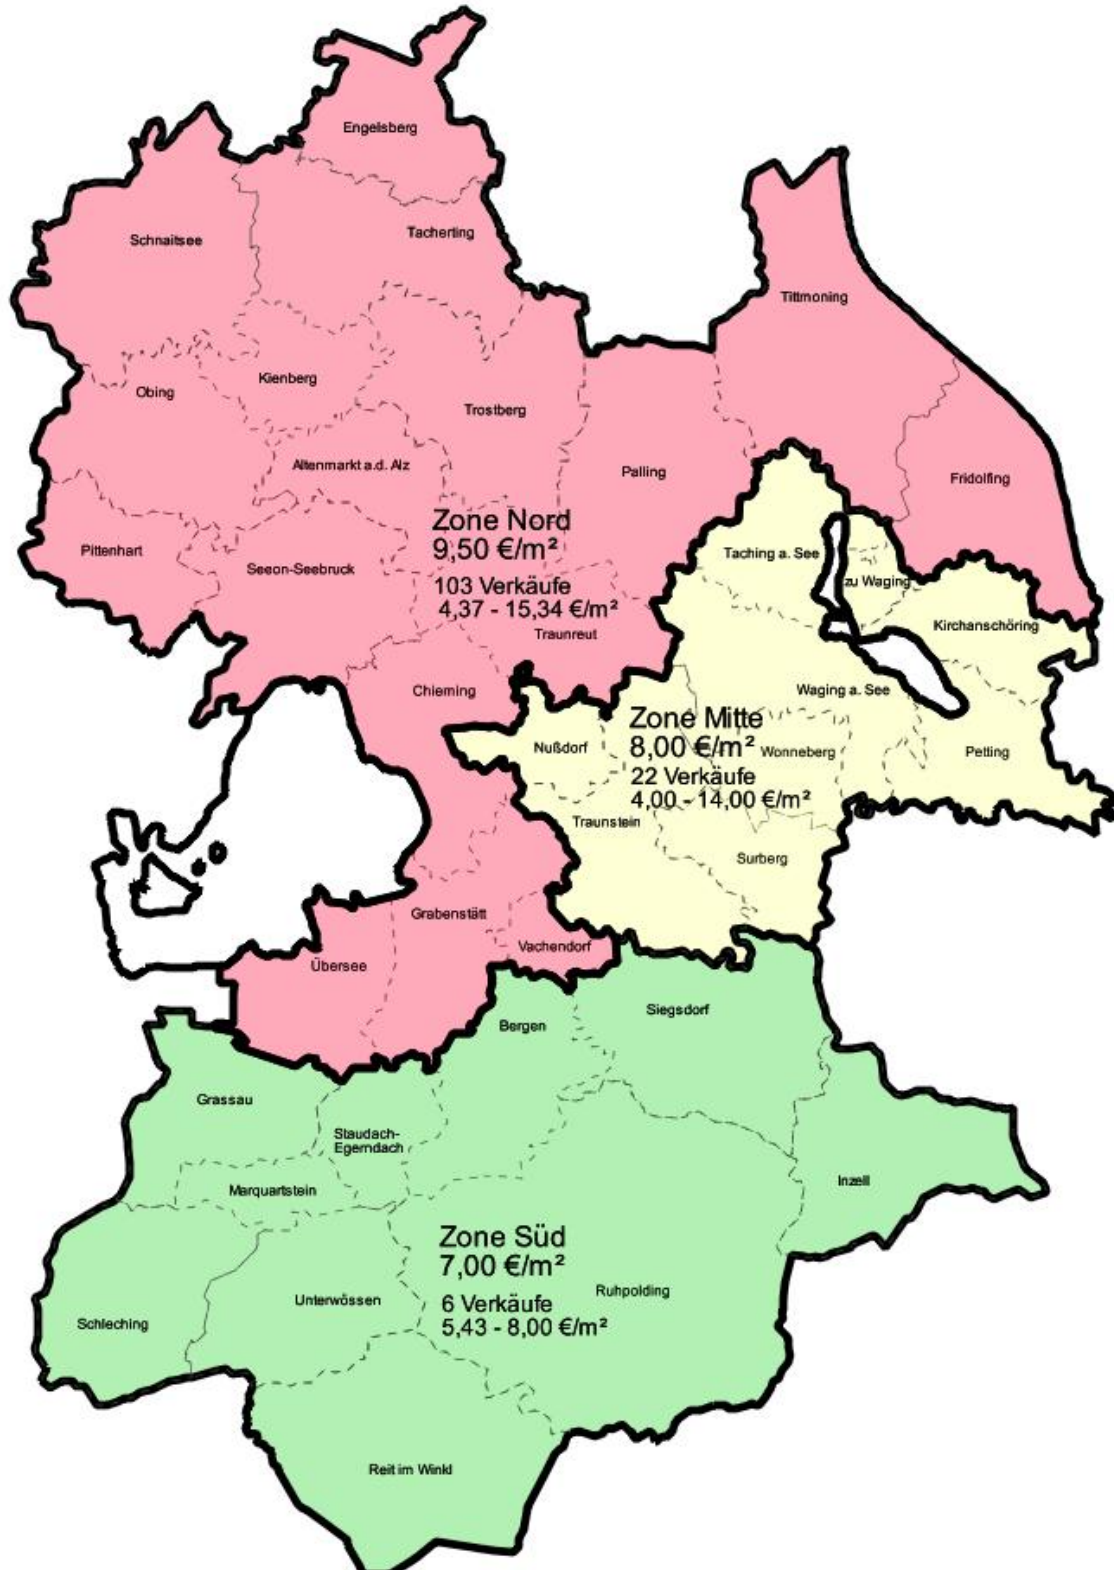 Engelsberg
Schnaitsee
Tacherting
Tittmoning
Obing
Kienberg
Trostberg
Altenmarkt a.d. Alz
Palling
Fridolfing
Pittenhart
Seeon-Seebruck
Zone Nord
9,50 €/m²
103 Verkäufe
4,37 - 15,34 €/m²
Traunreut
Taching a. See
zu Waging
Kirchanschöring
Chieming
Waging a. See
Nußdorf
Zone Mitte
8,00 €/m²
22 Verkäufe
4,00 - 14,00 €/m²
Wonneberg
Petting
Traunstein
Surberg
Grabenstätt
Vachendorf
Übersee
Bergen
Siegsdorf
Grassau
Staudach-
Egerndach
Marquartstein
Inzell
Zone Süd
7,00 €/m²
6 Verkäufe
5,43 - 8,00 €/m²
Ruhpolding
Unterwössen
Schleching
Reit im Winkl